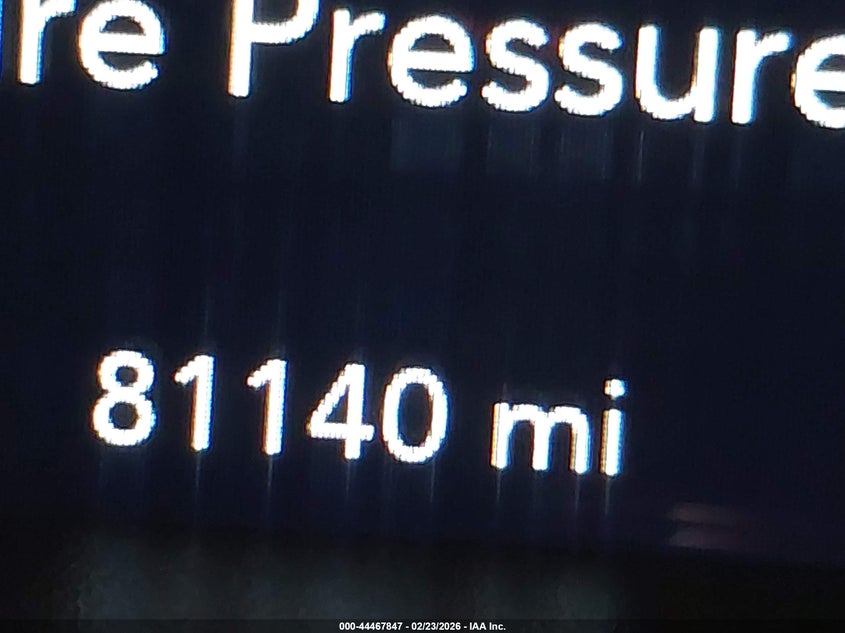 re Pressure
81140 mi
000-44467847 - 02/23/2026 - IAA Inc.